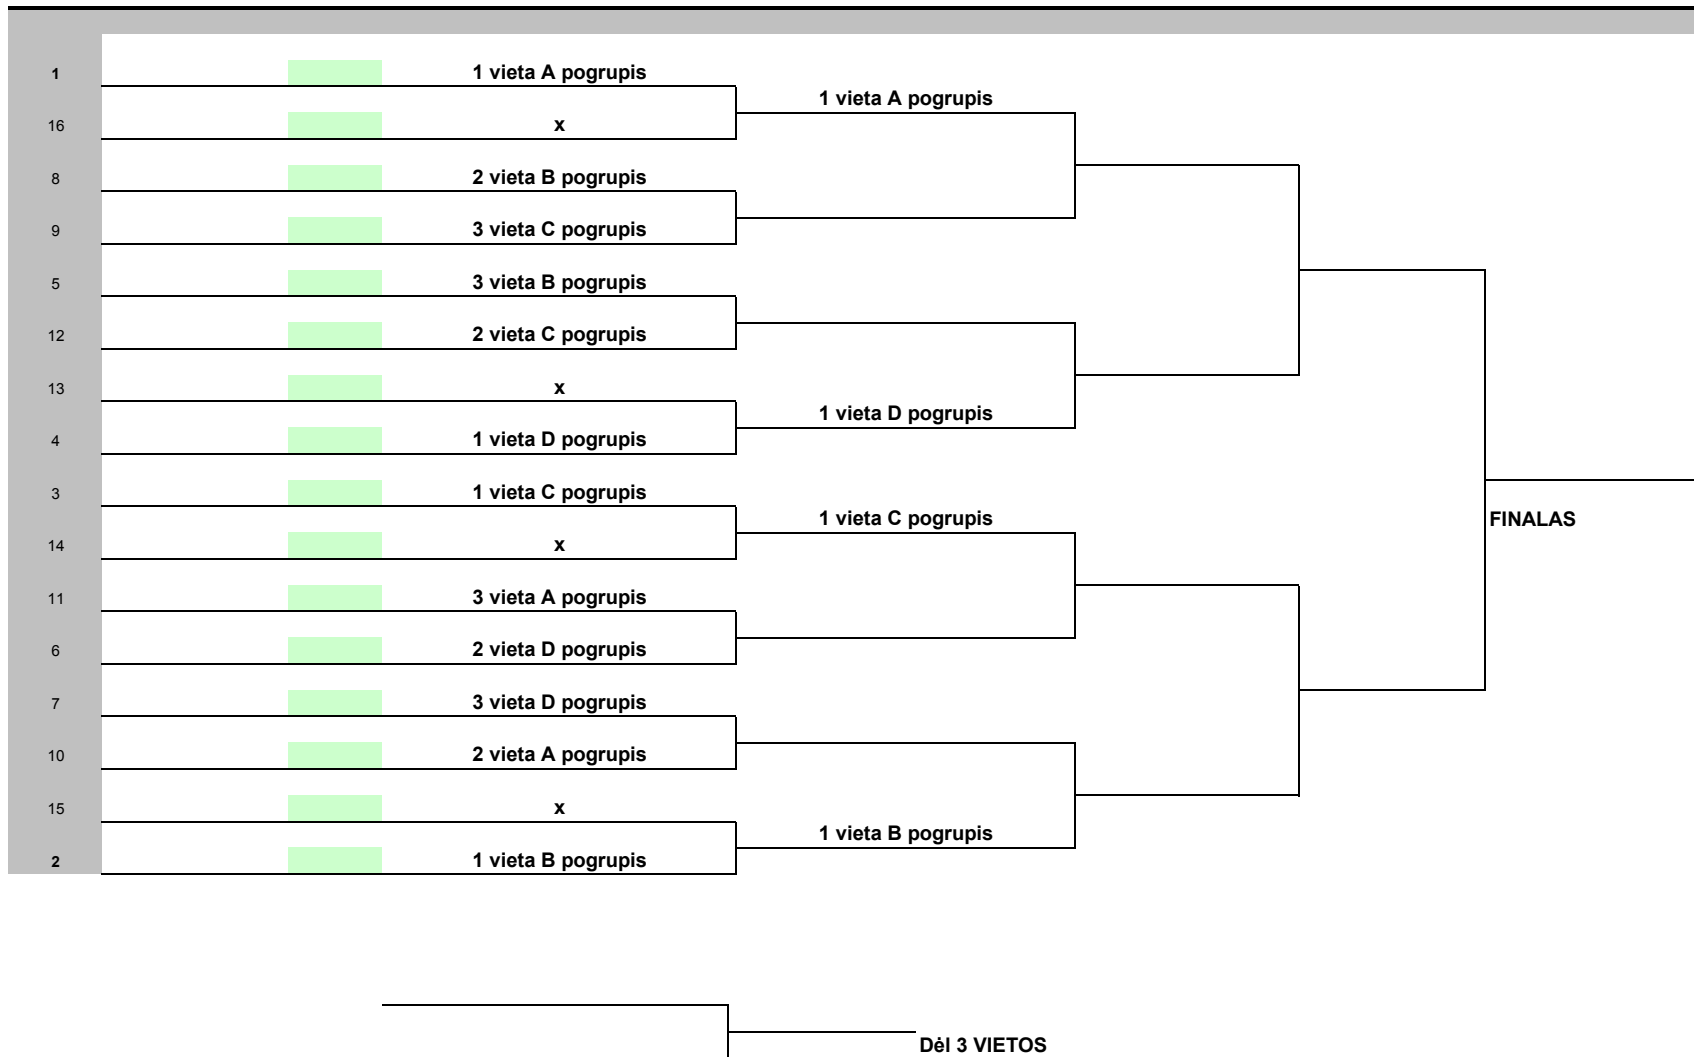 1 1 vieta A pogrupis
1 vieta A pogrupis
16 x
8 2 vieta B pogrupis
9 3 vieta C pogrupis
5 3 vieta B pogrupis
12 2 vieta C pogrupis
13 x
1 vieta D pogrupis
4 1 vieta D pogrupis
3 1 vieta C pogrupis
1 vieta C pogrupis
FINALAS
14 x
11 3 vieta A pogrupis
6 2 vieta D pogrupis
7 3 vieta D pogrupis
10 2 vieta A pogrupis
15 x
1 vieta B pogrupis
2 1 vieta B pogrupis
Dėl 3 VIETOS